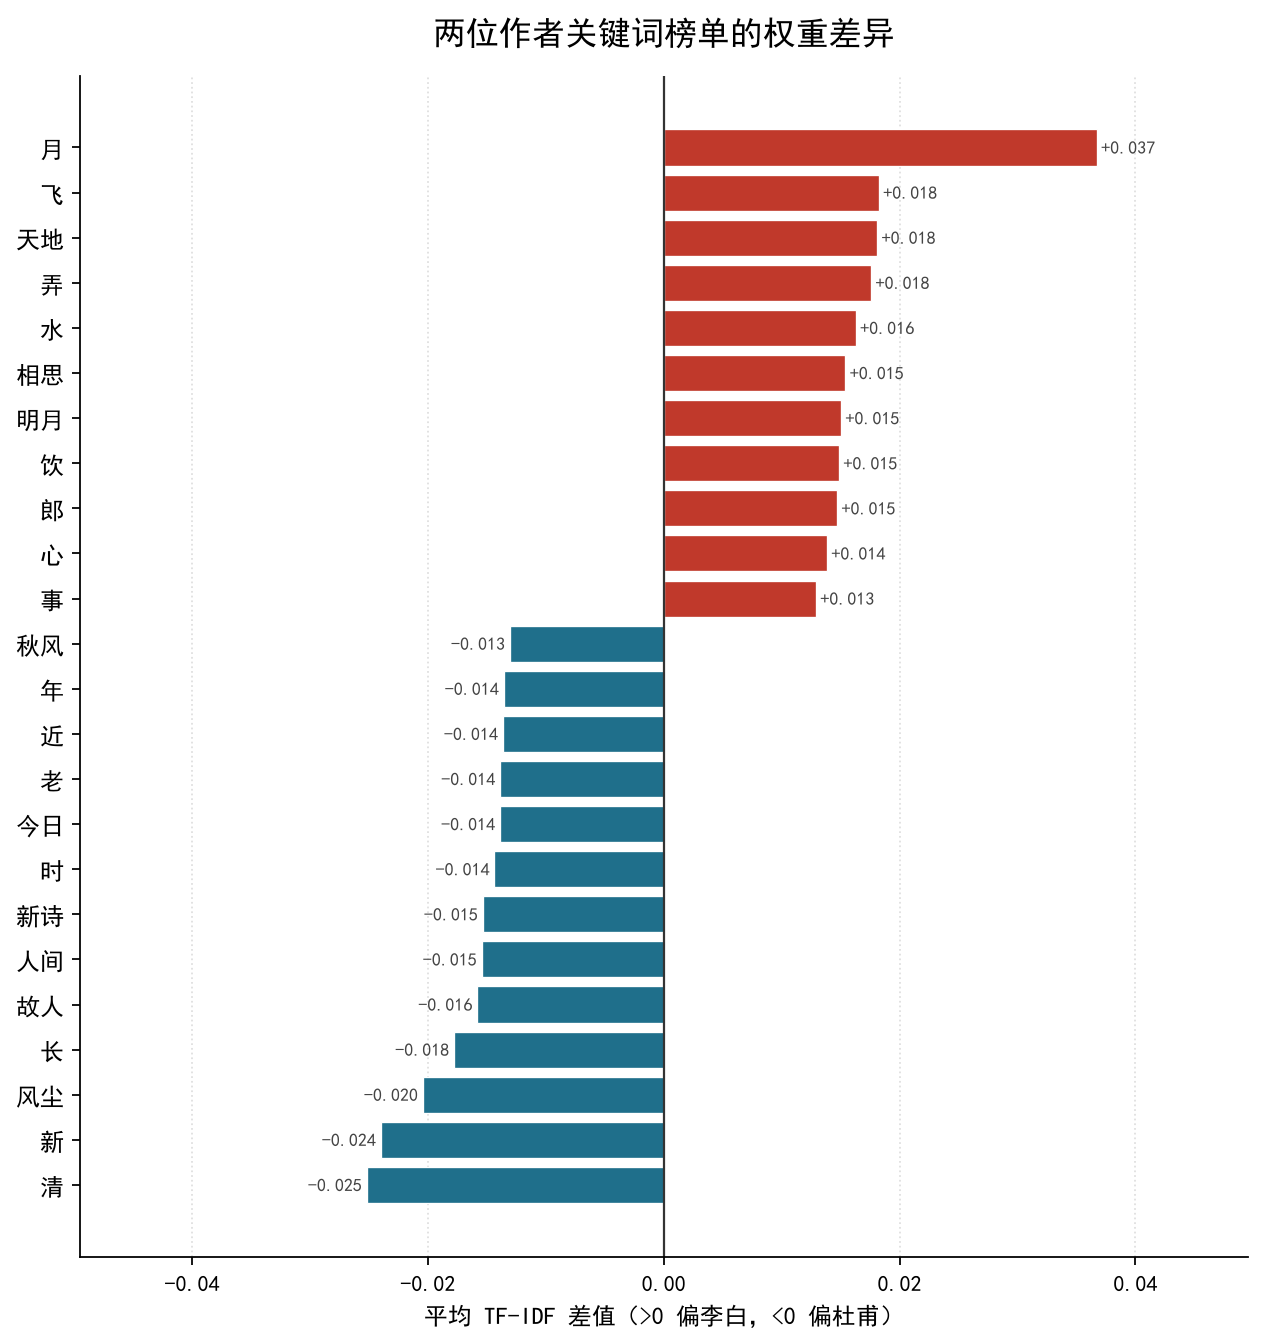 两位作者关键词榜单的权重差异
月 +0.037
飞 +0.018
天地 +0.018
弄 +0.018
水 +0.016
相思 +0.015
明月 +0.015
饮 +0.015
郎 +0.015
心 +0.014
事 +0.013
秋风 −0.013
年 −0.014
近 −0.014
老 −0.014
今日 −0.014
时 −0.014
新诗 −0.015
人间 −0.015
故人 −0.016
长 −0.018
风尘 −0.020
新 −0.024
清 −0.025
−0.04 −0.02 0.00 0.02 0.04
平均 TF-IDF 差值（>0 偏李白，<0 偏杜甫）